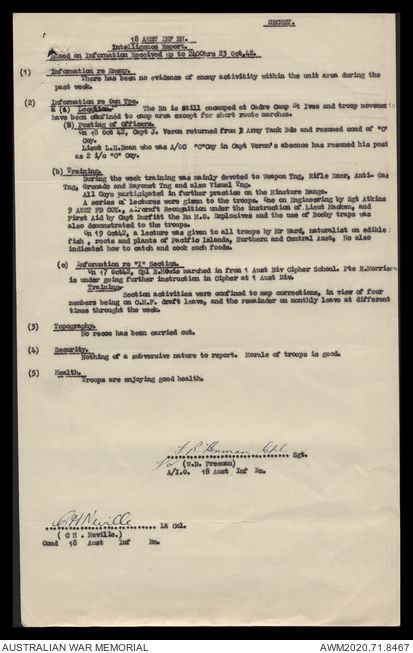 SECRET.
18 AUST INF BN.
Intelligence Report.
Based on Information Received up to 2400hrs 23 Oct,42.
(1) Information re Enemy.
There has been no evidence of enemy activitity within the unit area during the
past week.
(2) Information re Own Tps.
(a) Location. The Bn is still encamped at Cadre Camp St Ives and troop movements
have been confined to camp area except for short route marches.
(B) Posting of Officers.
On 18 Oct 42, Capt J. Veron returned from 3 Army Tank Bde and resumed cond of "C"
Coy.
Lieut L.E.Dean who was A/OC "C"Coy in Capt Veron's absence has resumed his post
as 2 i/c "C" Coy.
(b) Training.
During the week training was mainly devoted to Weapon Tng, Rifle Exer, Anti- Gas
Tng, Grenade and Bayonet Tng and also Visual Tng.
All Coys participated in further practice on the Minature Range.
A series of lectures were given to the troops. One on Engineering by Sgt Atkins
9 AUST FD COY., Aircraft Recognition under the instruction of Lieut Macken, and
First Aid by Capt Burfitt the Bn M.O. Explosives and the use of Booby traps was
also demonstrated to the troops.
On 19 Oct42, a lecture was given to all troops by Mr Ward, naturalist on edible
fish, roots and plants of Pacific Islands, Northern and Central Aust. He also
indicated how to catch and cook such foods.
(c) Information re "I" Section.
On 17 Oct42, Cpl R.Howie marched in from 1 Aust Div Cipher School. Pte R.Morrison
is under going further instruction in Cipher at 1 Aust Div.
Training.
Section activities were confined to map corrections, in view of four
members being on C.M.F. draft leave, and the remainder on monthly leave at different
times throught the week.
(3) Topography.
No recce has been carried out.
(4) Security.
Nothing of a subversive nature to report. Morale of troops is good.
(5) Health.
Troops are enjoying good health.
Cpl Sgt.
(W.D. Freeman)
A/I.O. 18 Aust Inf Bn.
C H Neville Lt Col.
( C H . Neville.)
Comd 18 Aust Inf Bn.
AUSTRALIAN WAR MEMORIAL
AWM2020.71.8467